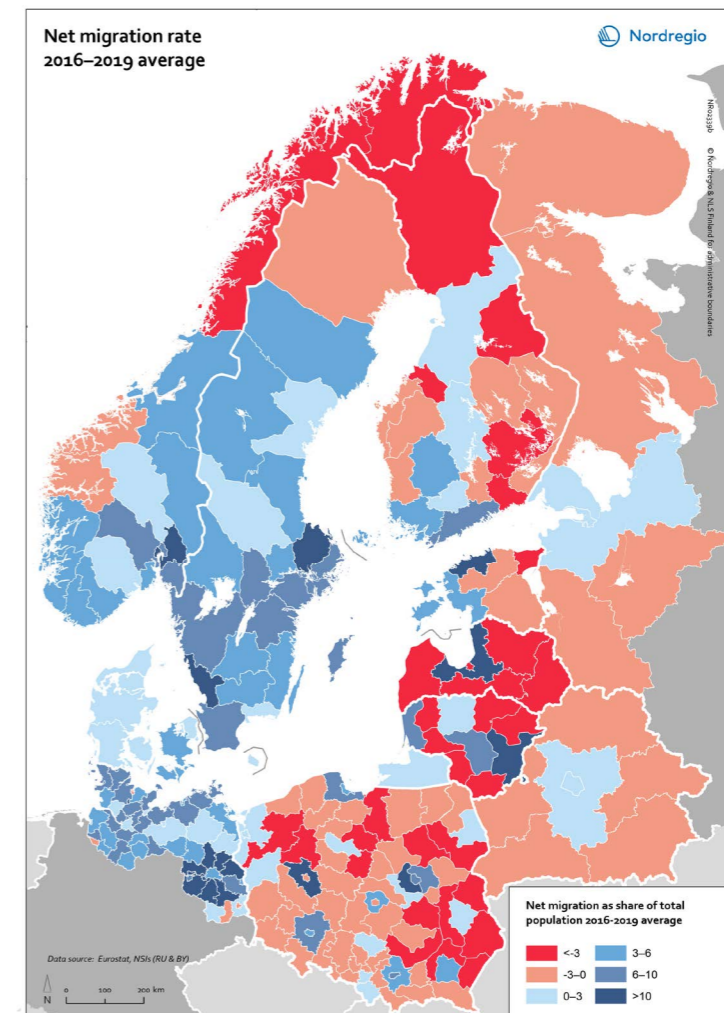 Net migration rate
2016–2019 average
Nordregio
NR02339b © Nordregio & NLS Finland for administrative boundaries
Net migration as share of total
population 2016-2019 average
<-3
-3–0
0–3
3–6
6–10
>10
Data source: Eurostat, NSIs (RU & BY)
N
0 100 200 km